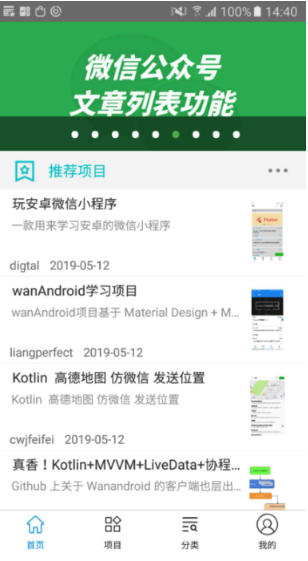 100% 14:40
微信公众号
文章列表功能
推荐项目
玩安卓微信小程序
一款用来学习安卓的微信小程序
digtal 2019-05-12
wanAndroid学习项目
wanAndroid项目基于 Material Design + M...
liangperfect 2019-05-12
Kotlin 高德地图 仿微信 发送位置
Kotlin 高德地图 仿微信 发送位置
cwjfeifei 2019-05-12
真香！Kotlin+MVVM+LiveData+协程...
Github 上关于 Wanandroid 的客户端也层出...
首页 项目 分类 我的